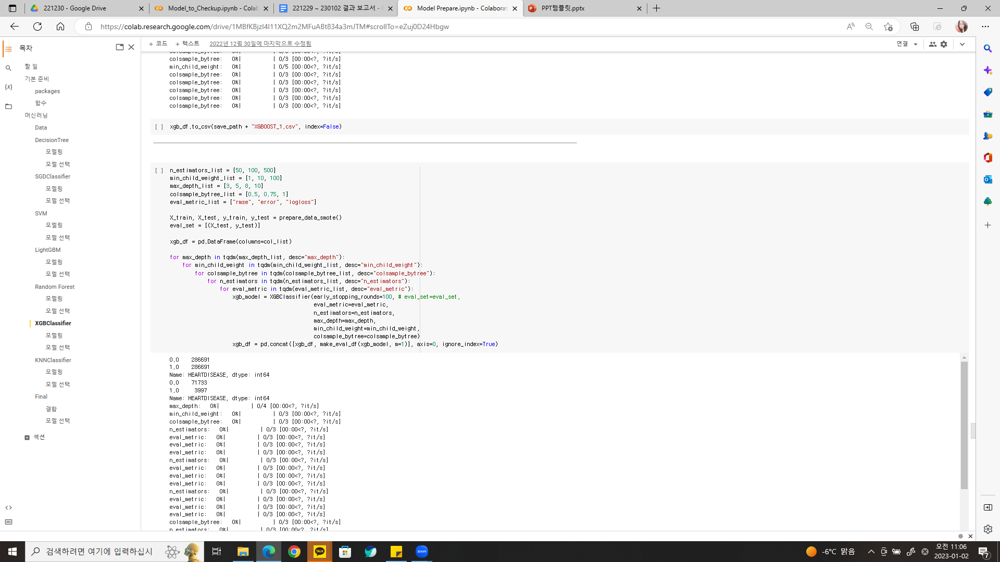 221230 - Google Drive
Model_to_Checkup.ipynb - Colab
221229 ~ 230102 결과 보고서 - G
Model Prepare.ipynb - Colaborat
PPT템플릿.pptx
https://colab.research.google.com/drive/1MBfKBjzI4I11XQ2m2MFuABt834a3mJTM#scrollTo=eZuj0D24Hbgw
목차
+ 코드
+ 텍스트
2022년 12월 30일에 마지막으로 수정됨
연결
할 일
기본 준비
packages
함수
머신러닝
Data
DecisionTree
모델링
모델 선택
SGDClassifier
모델링
모델 선택
SVM
모델링
모델 선택
LightGBM
모델링
모델 선택
Random Forest
모델링
모델 선택
XGBClassifier
모델링
모델 선택
KNNClassifier
모델링
모델 선택
Final
결합
모델 선택
섹션
colsample_bytree:   0%|          | 0/3 [00:00<?, ?it/s]
colsample_bytree:   0%|          | 0/3 [00:00<?, ?it/s]
min_child_weight:   0%|          | 0/5 [00:00<?, ?it/s]
colsample_bytree:   0%|          | 0/3 [00:00<?, ?it/s]
colsample_bytree:   0%|          | 0/3 [00:00<?, ?it/s]
colsample_bytree:   0%|          | 0/3 [00:00<?, ?it/s]
colsample_bytree:   0%|          | 0/3 [00:00<?, ?it/s]
colsample_bytree:   0%|          | 0/3 [00:00<?, ?it/s]
[ ] xgb_df.to_csv(save_path + "XGBOOST_1.csv", index=False)
[ ] n_estimators_list = [50, 100, 500]
min_child_weight_list = [1, 10, 100]
max_depth_list = [3, 5, 8, 10]
colsample_bytree_list = [0.5, 0.75, 1]
eval_metric_list = ["rmse", "error", "logloss"]
X_train, X_test, y_train, y_test = prepare_data_smote()
eval_set = [(X_test, y_test)]
xgb_df = pd.DataFrame(columns=col_list)
for max_depth in tqdm(max_depth_list, desc="max_depth"):
for min_child_weight in tqdm(min_child_weight_list, desc="min_child_weight"):
for colsample_bytree in tqdm(colsample_bytree_list, desc="colsample_bytree"):
for n_estimators in tqdm(n_estimators_list, desc="n_estimators"):
for eval_metric in tqdm(eval_metric_list, desc="eval_metric"):
xgb_model = XGBClassifier(early_stopping_rounds=100, # eval_set=eval_set,
eval_metric=eval_metric,
n_estimators=n_estimators,
max_depth=max_depth,
min_child_weight=min_child_weight,
colsample_bytree=colsample_bytree)
xgb_df = pd.concat([xgb_df, make_eval_df(xgb_model, m=1)], axis=0, ignore_index=True)
0.0    286691
1.0    286691
Name: HEARTDISEASE, dtype: int64
0.0    71733
1.0     3997
Name: HEARTDISEASE, dtype: int64
max_depth:   0%|          | 0/4 [00:00<?, ?it/s]
min_child_weight:   0%|          | 0/3 [00:00<?, ?it/s]
colsample_bytree:   0%|          | 0/3 [00:00<?, ?it/s]
n_estimators:   0%|          | 0/3 [00:00<?, ?it/s]
eval_metric:   0%|          | 0/3 [00:00<?, ?it/s]
eval_metric:   0%|          | 0/3 [00:00<?, ?it/s]
eval_metric:   0%|          | 0/3 [00:00<?, ?it/s]
n_estimators:   0%|          | 0/3 [00:00<?, ?it/s]
eval_metric:   0%|          | 0/3 [00:00<?, ?it/s]
eval_metric:   0%|          | 0/3 [00:00<?, ?it/s]
eval_metric:   0%|          | 0/3 [00:00<?, ?it/s]
n_estimators:   0%|          | 0/3 [00:00<?, ?it/s]
eval_metric:   0%|          | 0/3 [00:00<?, ?it/s]
eval_metric:   0%|          | 0/3 [00:00<?, ?it/s]
eval_metric:   0%|          | 0/3 [00:00<?, ?it/s]
colsample_bytree:   0%|          | 0/3 [00:00<?, ?it/s]
n_estimators:   0%|          | 0/3 [00:00<?, ?it/s]
검색하려면 여기에 입력하십시
TALK
zoom
-6°C 맑음
오전 11:06
2023-01-02
7